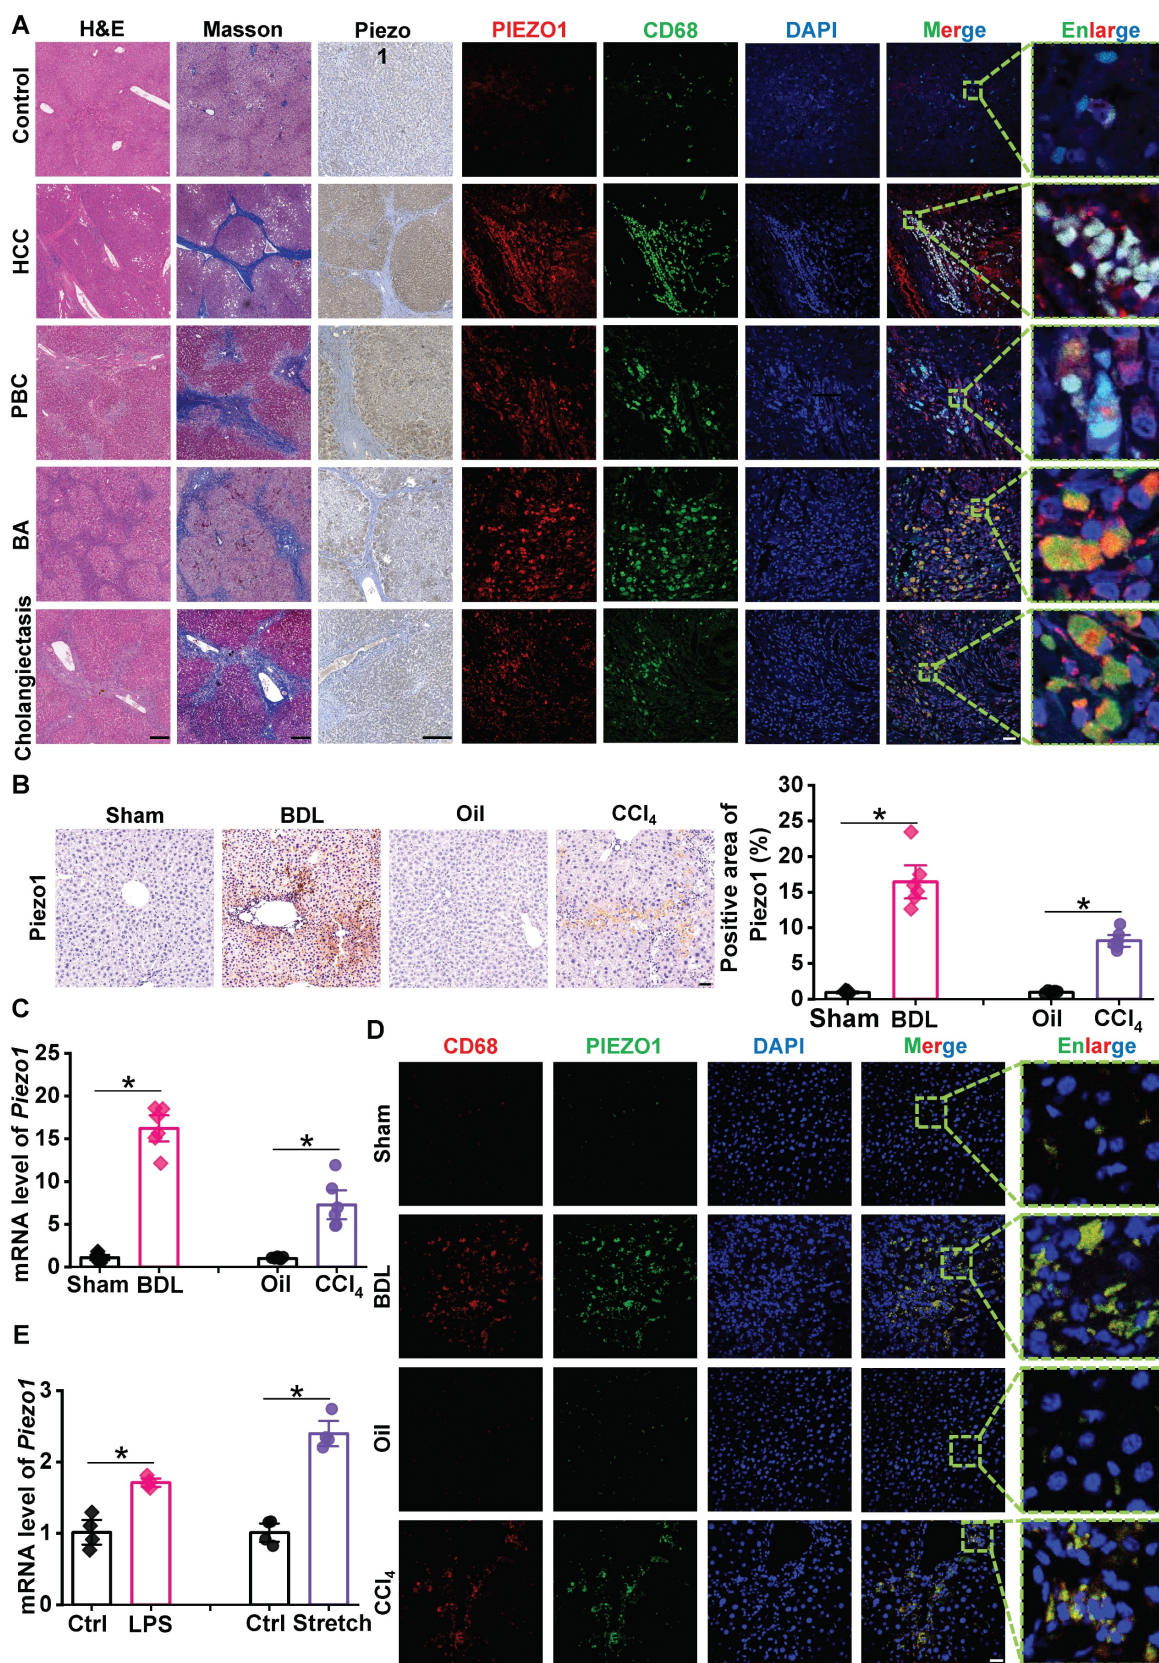 A
H&E Masson Piezo 1 PIEZO1 CD68 DAPI Merge Enlarge
Control
HCC
PBC
BA
Cholangiectasis
B
Sham BDL Oil CCl4
Piezo1
Positive area of Piezo1 (%)
30
25
20
15
10
5
0
* *
Sham BDL Oil CCl4
C
mRNA level of Piezo1
25
20
15
10
5
0
* *
Sham BDL Oil CCl4
D
CD68 PIEZO1 DAPI Merge Enlarge
Sham
BDL
Oil
CCl4
E
mRNA level of Piezo1
3
2
1
0
* *
Ctrl LPS Ctrl Stretch